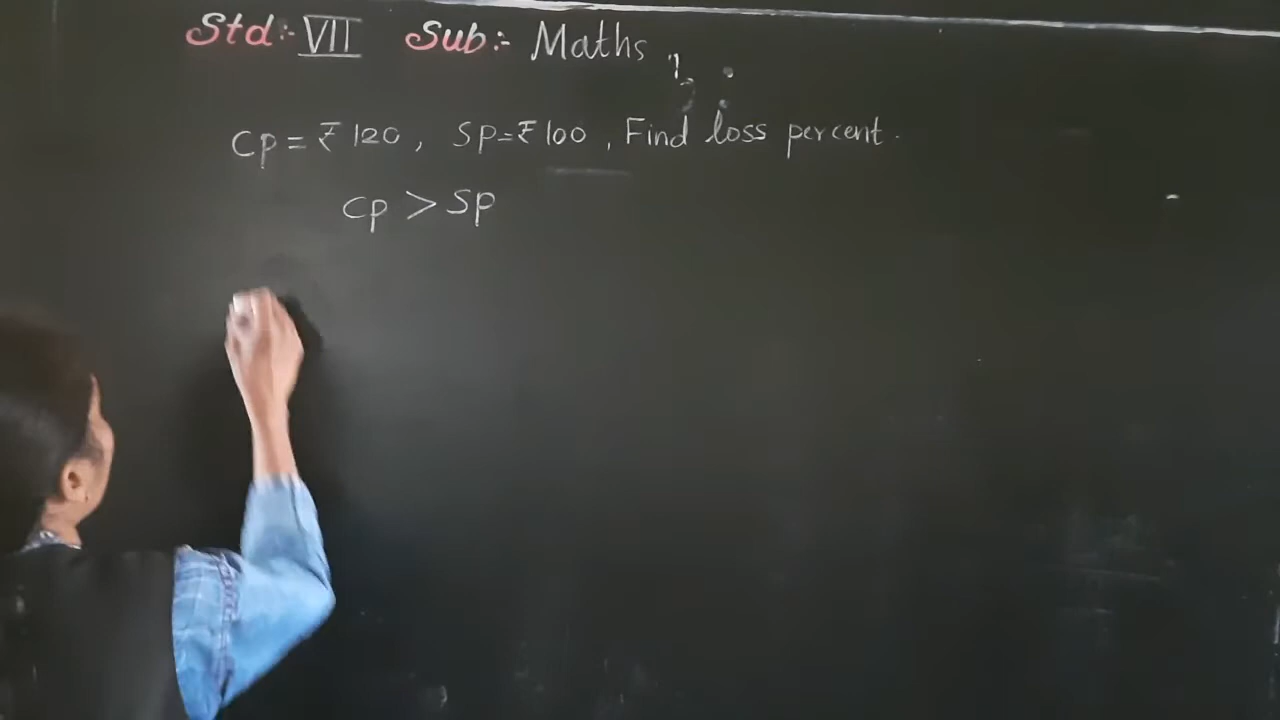 Std:- VII Sub:- Maths
Cp = ₹ 120, Sp = ₹ 100, Find loss percent.
Cp > Sp